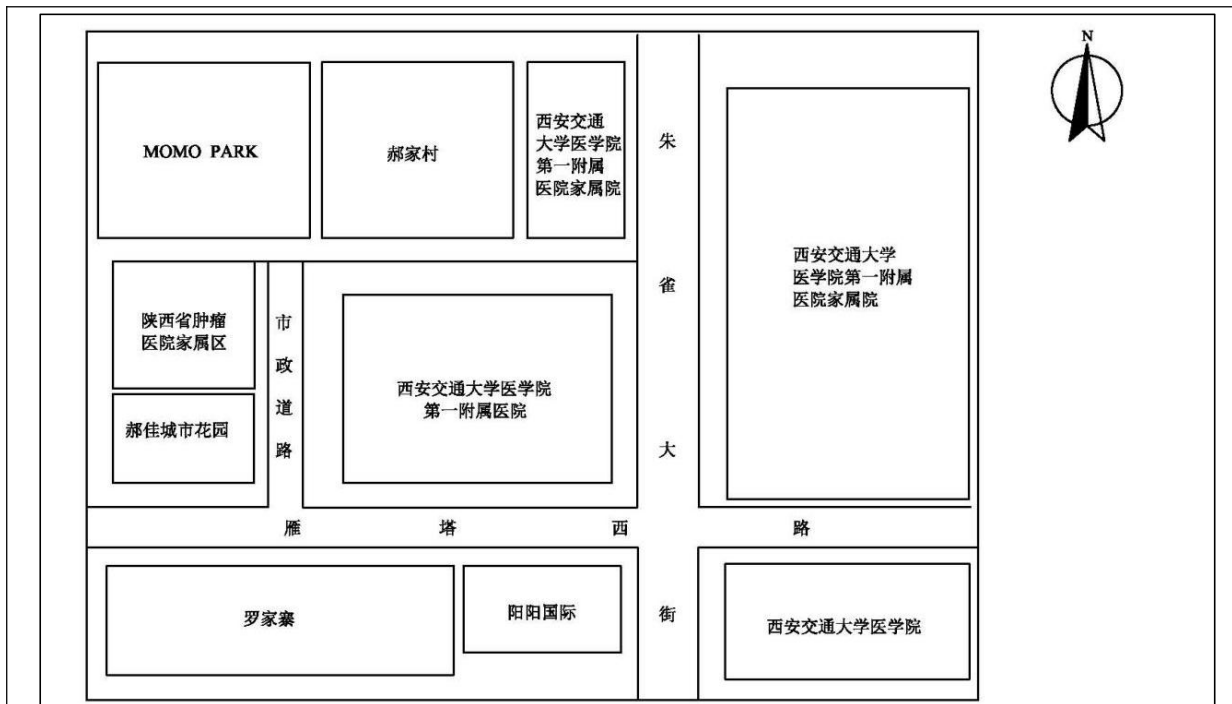 N
MOMO PARK
郝家村
西安交通
大学医学院
第一附属
医院家属院
朱雀大街
西安交通大学
医学院第一附属
医院家属院
陕西省肿瘤
医院家属区
市政道路
西安交通大学医学院
第一附属医院
郝佳城市花园
雁塔西路
罗家寨
阳阳国际
西安交通大学医学院